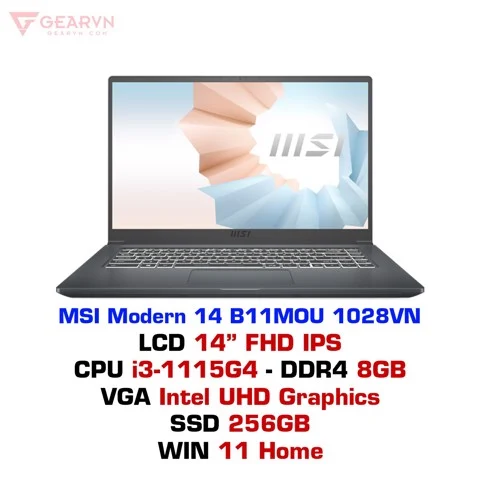 GEARVN
GEARVN.COM
msi
msi
MSI Modern 14 B11MOU 1028VN
LCD 14” FHD IPS
CPU i3-1115G4 - DDR4 8GB
VGA Intel UHD Graphics
SSD 256GB
WIN 11 Home